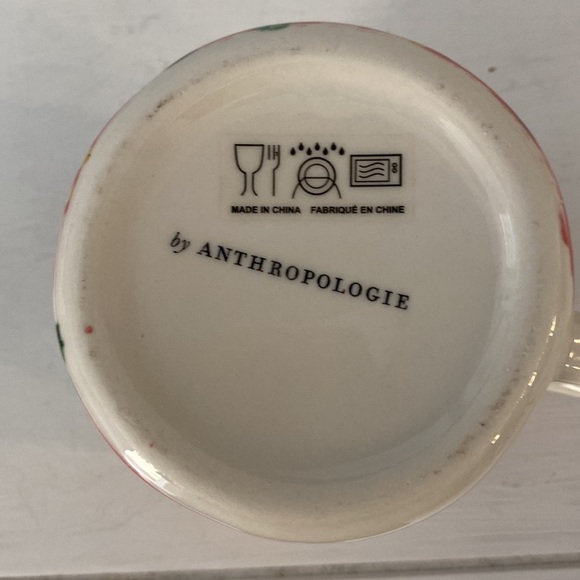 MADE IN CHINA FABRIQUÉ EN CHINE
by ANTHROPOLOGIE